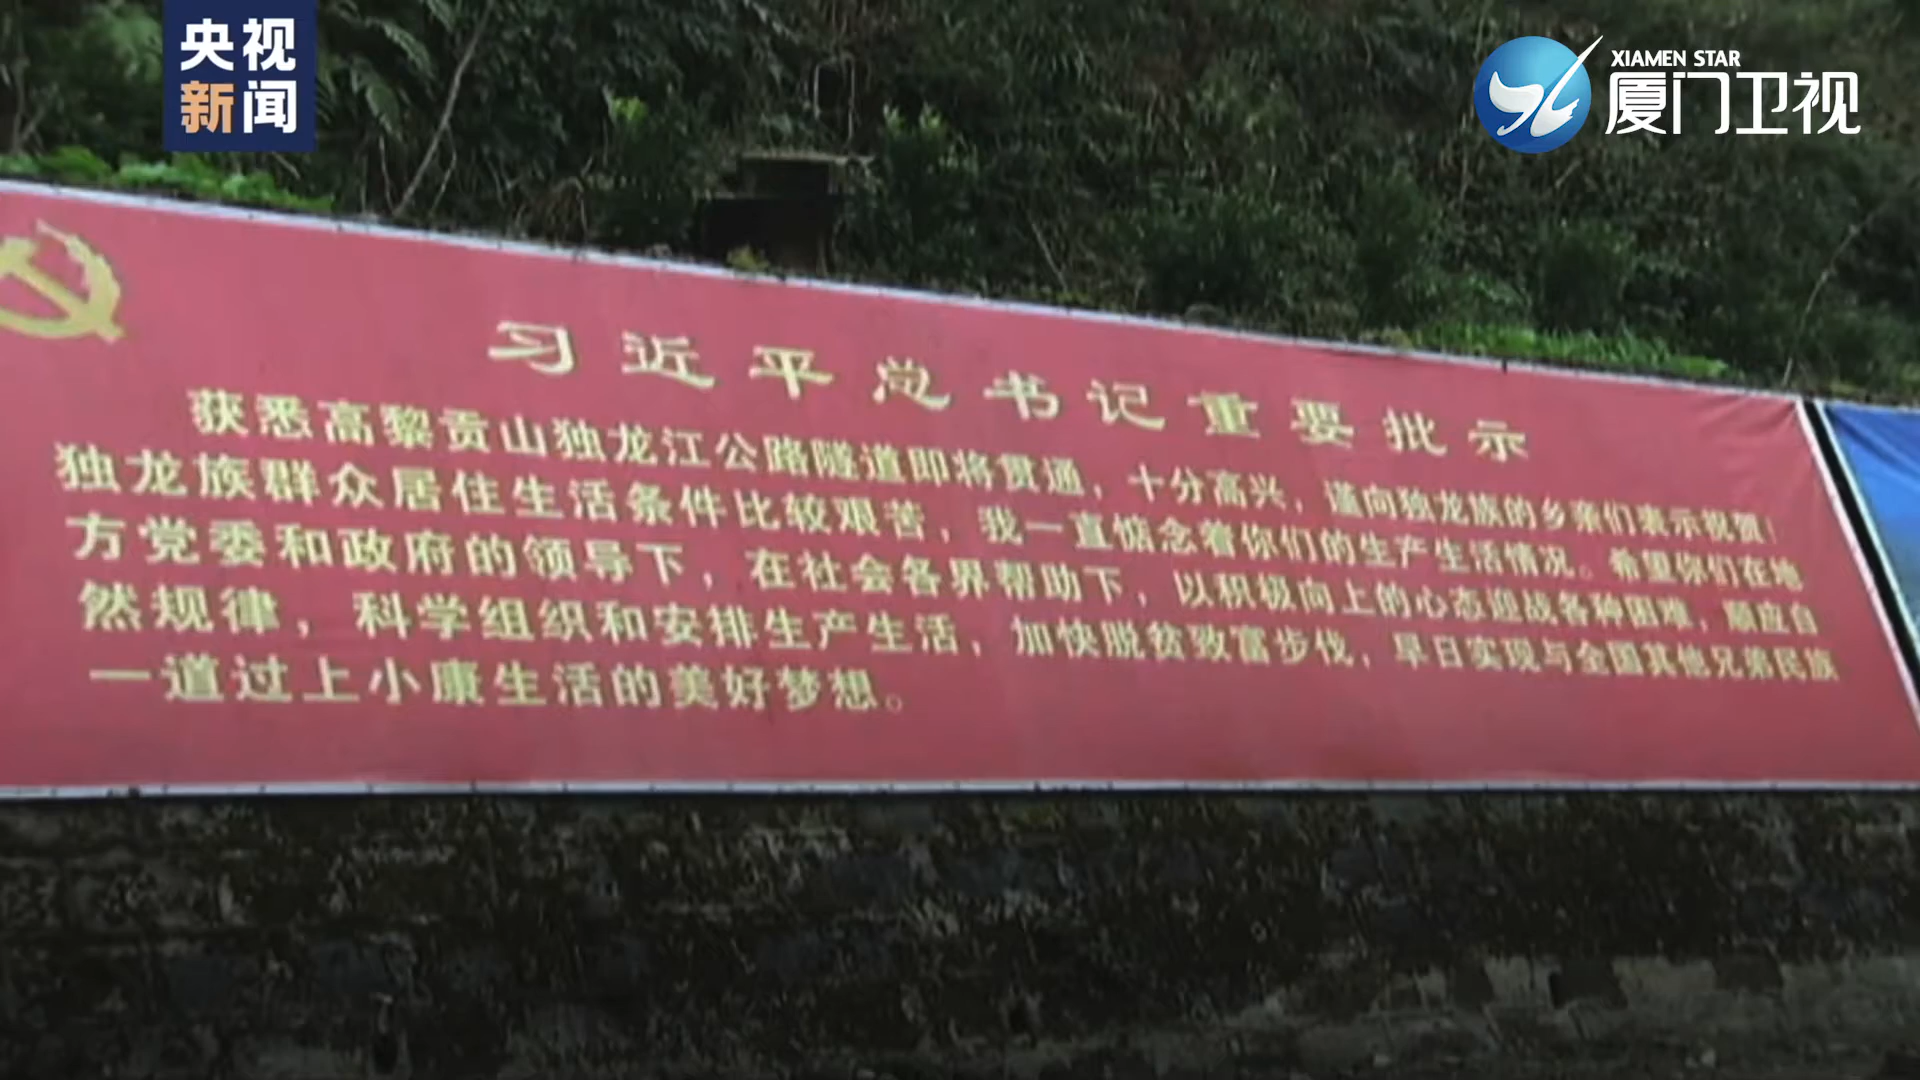 央视
新闻
XIAMEN STAR
厦门卫视
习近平总书记重要批示
获悉高黎贡山独龙江公路隧道即将贯通，十分高兴，谨向独龙族的乡亲们表示祝贺！
独龙族群众居住生活条件比较艰苦，我一直惦念着你们的生产生活情况。希望你们在地
方党委和政府的领导下，在社会各界帮助下，以积极向上的心态迎战各种困难，顺应自
然规律，科学组织和安排生产生活，加快脱贫致富步伐，早日实现与全国其他兄弟民族
一道过上小康生活的美好梦想。